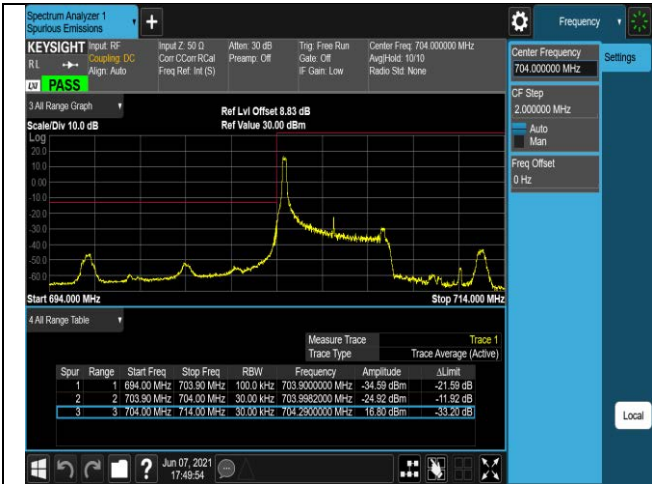 Spectrum Analyzer 1
Spurious Emissions
+
Frequency
KEYSIGHT Input: RF Input Z: 50 Ω Atten: 30 dB Trig: Free Run Center Freq: 704.000000 MHz
RL Coupling: DC Corr CCorr RCal Preamp: Off Gate: Off Avg|Hold: 10/10
Align: Auto Freq Ref: Int (S) IF Gain: Low Radio Std: None
LXI PASS
Center Frequency
704.000000 MHz
Settings
CF Step
2.000000 MHz
Auto
Man
Freq Offset
0 Hz
3 All Range Graph
Ref Lvl Offset 8.83 dB
Scale/Div 10.0 dB Ref Value 30.00 dBm
Log
20.0
10.0
0.00
-10.0
-20.0
-30.0
-40.0
-50.0
-60.0
Start 694.000 MHz Stop 714.000 MHz
4 All Range Table
Measure Trace Trace 1
Trace Type Trace Average (Active)
Spur Range Start Freq Stop Freq RBW Frequency Amplitude ΔLimit
1 1 694.00 MHz 703.90 MHz 100.0 kHz 703.9000000 MHz -34.59 dBm -21.59 dB
2 2 703.90 MHz 704.00 MHz 30.00 kHz 703.9982000 MHz -24.92 dBm -11.92 dB
3 3 704.00 MHz 714.00 MHz 30.00 kHz 704.2900000 MHz 16.80 dBm -33.20 dB
Local
? Jun 07, 2021
17:49:54